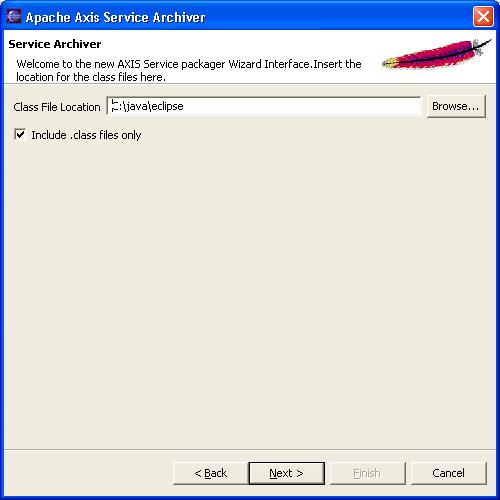 Apache Axis Service Archiver
Service Archiver
Welcome to the new AXIS Service packager Wizard Interface.Insert the
location for the class files here.
Class File Location C:\java\eclipse Browse...
Include .class files only
< Back Next > Finish Cancel